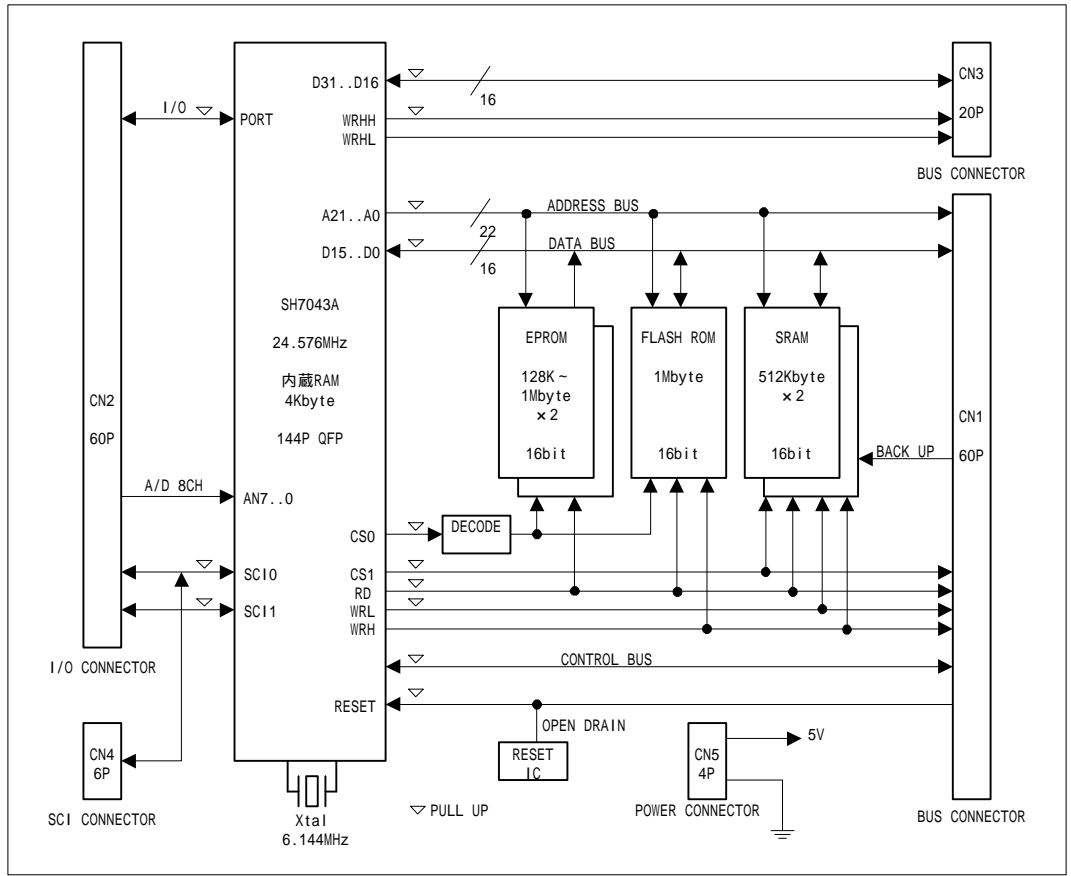 D31..D16
16
CN3
20P
I/O
PORT
WRHH
WRHL
BUS CONNECTOR
A21..A0
22
ADDRESS BUS
D15..D0
16
DATA BUS
SH7043A
24.576MHz
内蔵RAM
4Kbyte
144P QFP
EPROM
128K~
1Mbyte
×2
16bit
FLASH ROM
1Mbyte
16bit
SRAM
512Kbyte
×2
16bit
CN2
60P
CN1
60P
BACK UP
A/D 8CH
AN7..0
CS0
DECODE
SCI0
SCI1
CS1
RD
WRL
WRH
I/O CONNECTOR
CONTROL BUS
RESET
OPEN DRAIN
RESET
IC
CN4
6P
SCI CONNECTOR
CN5
4P
5V
POWER CONNECTOR
BUS CONNECTOR
Xtal
6.144MHz
▽ PULL UP